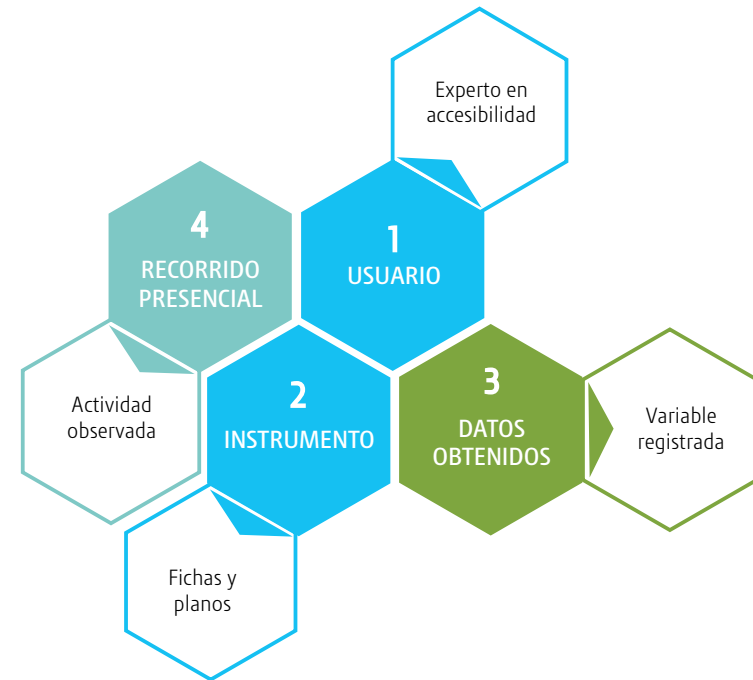 Experto en
accesibilidad
4
RECORRIDO
PRESENCIAL
1
USUARIO
Actividad
observada
2
INSTRUMENTO
3
DATOS
OBTENIDOS
Variable
registrada
Fichas y
planos